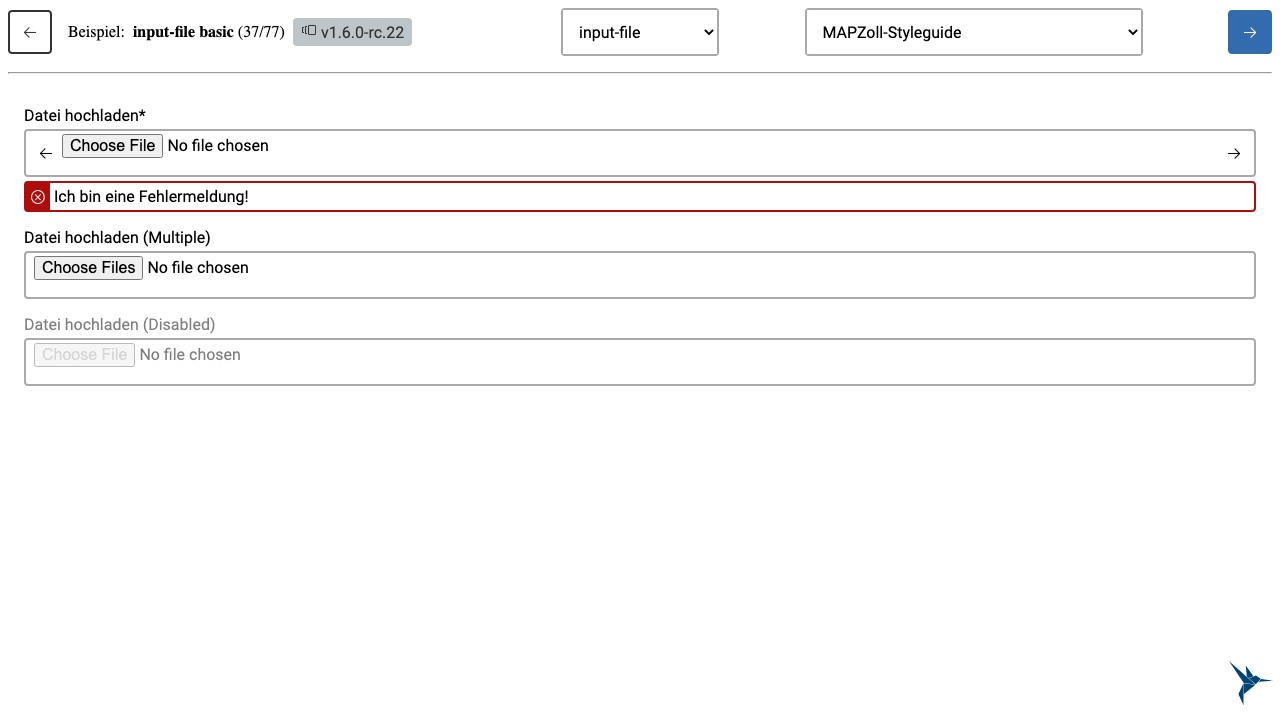 Beispiel: input-file basic (37/77) v1.6.0-rc.22 input-file MAPZoll-Styleguide
Datei hochladen*
Choose File No file chosen
Ich bin eine Fehlermeldung!
Datei hochladen (Multiple)
Choose Files No file chosen
Datei hochladen (Disabled)
Choose File No file chosen